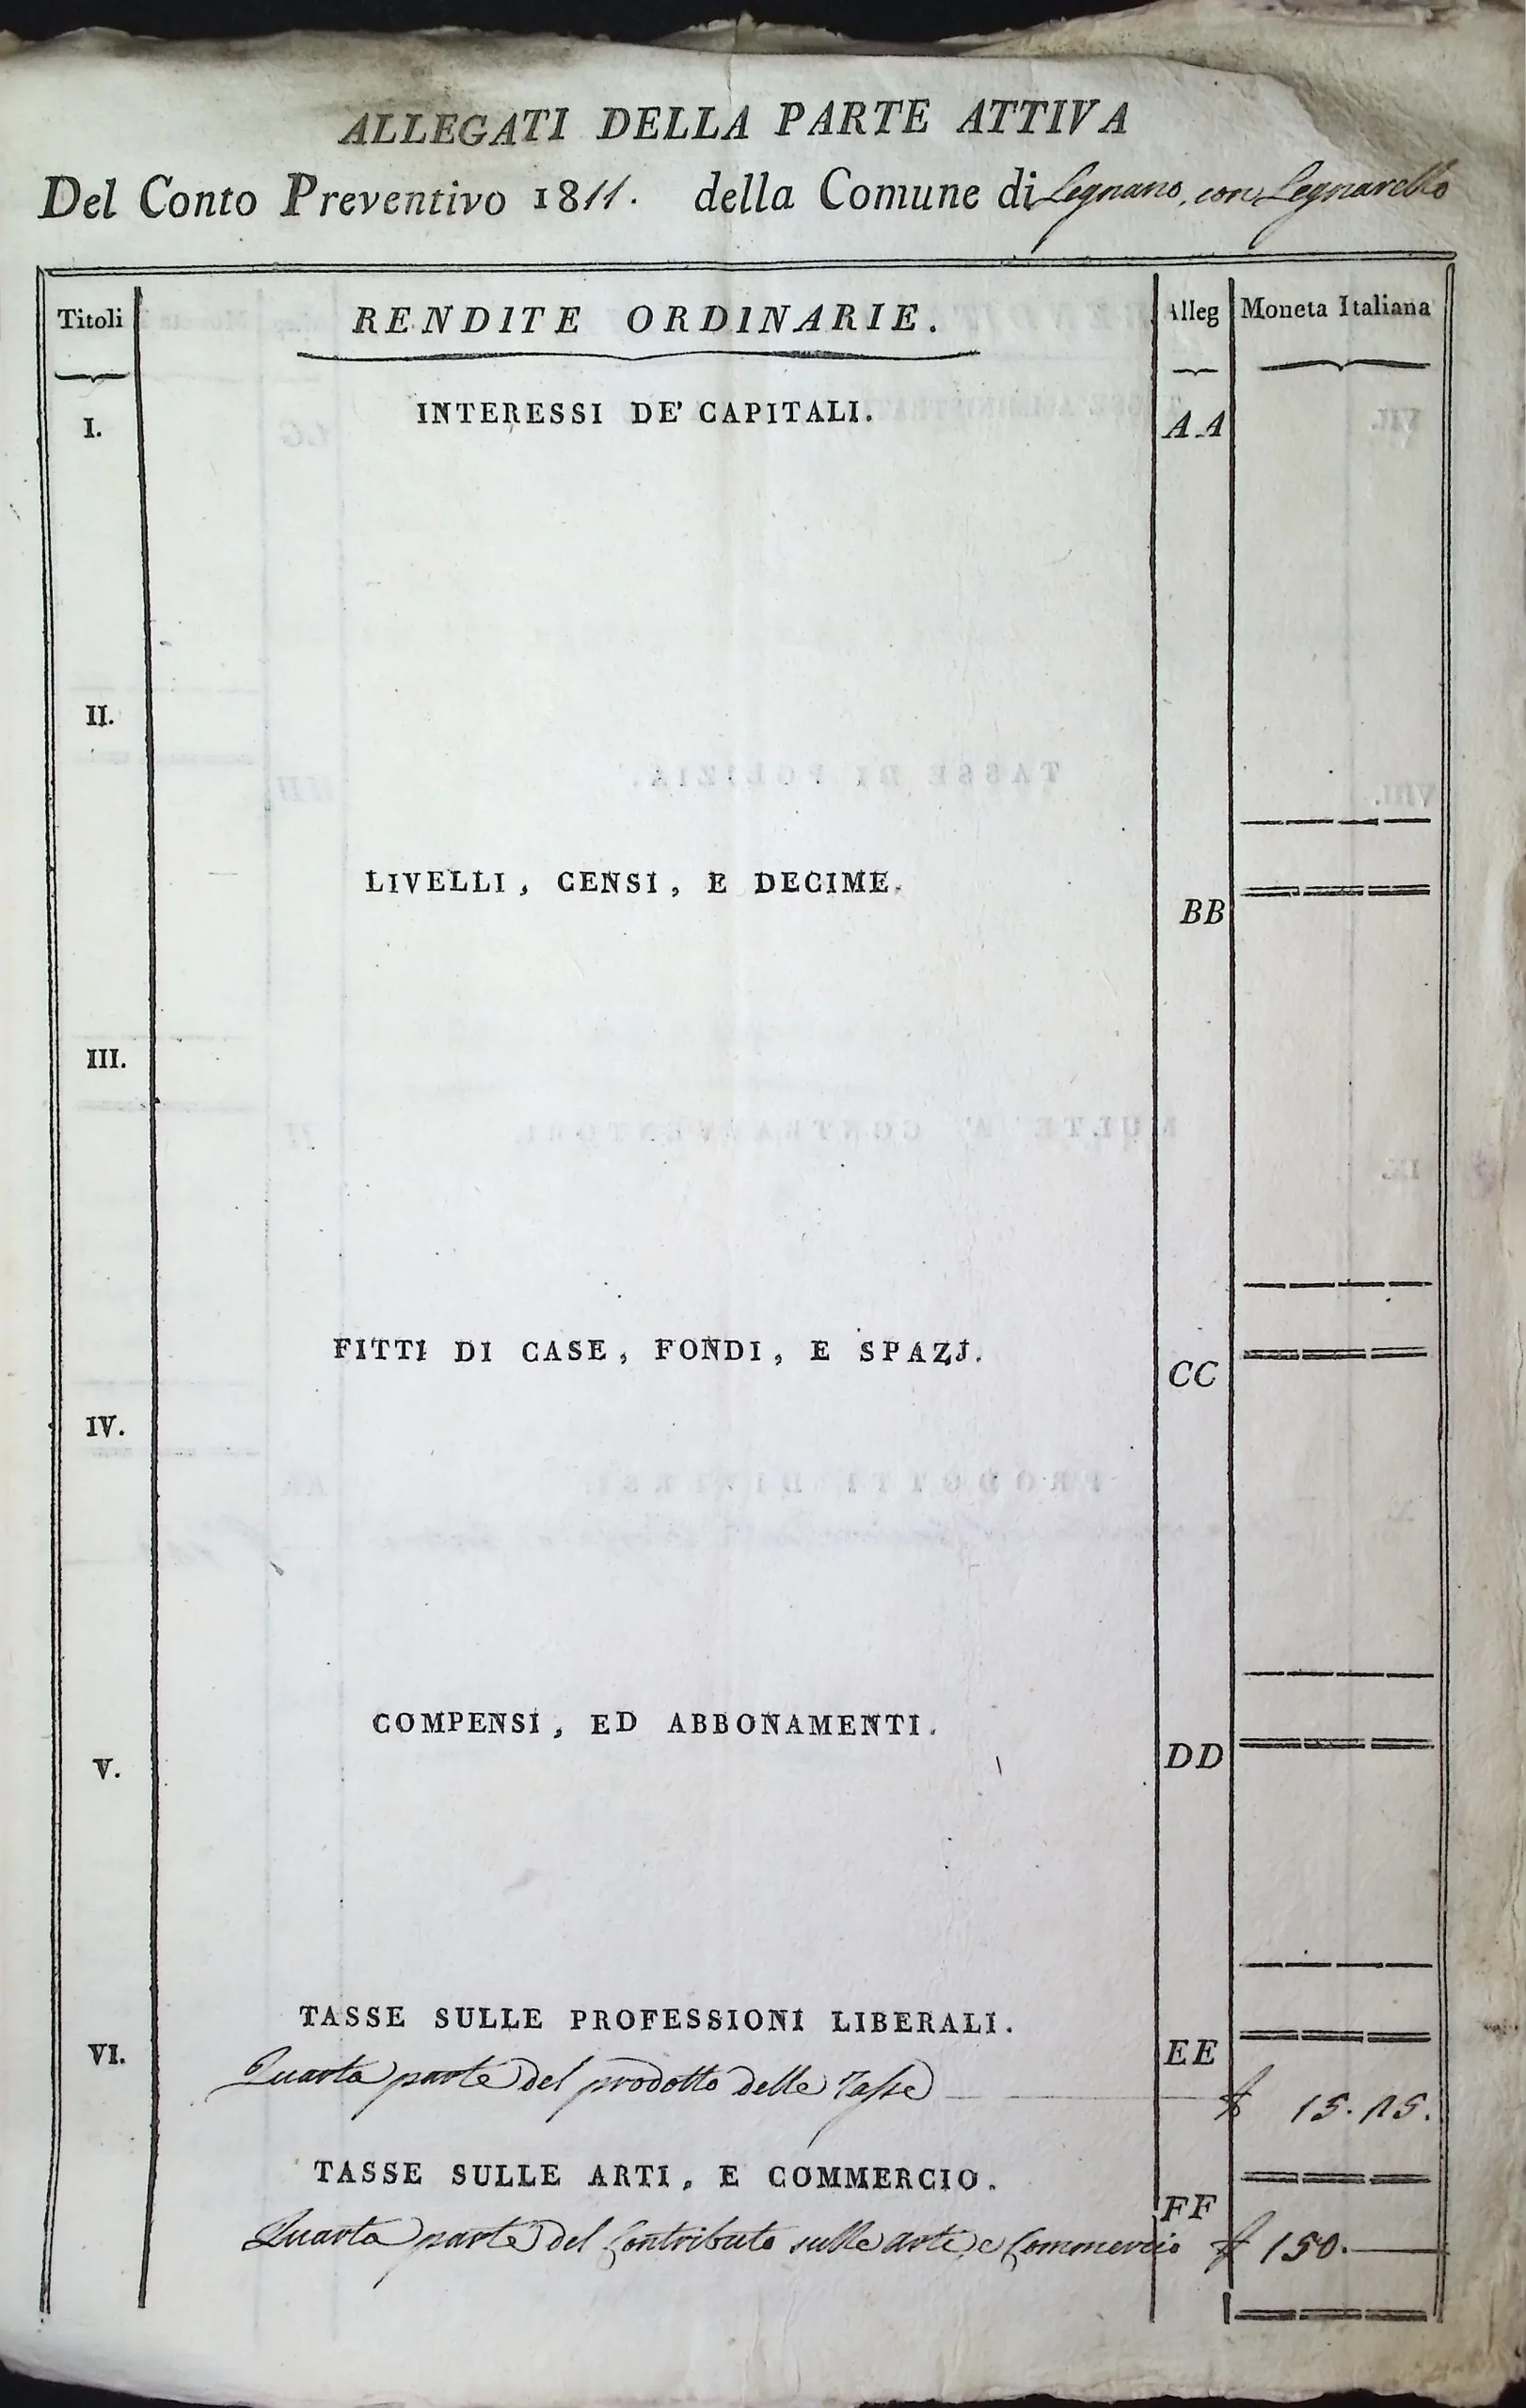 ALLEGATI DELLA PARTE ATTIVA
Del Conto Preventivo 1811. della Comune di Legnano, con Legnarello
Titoli RENDITE ORDINARIE. Alleg Moneta Italiana
I. INTERESSI DE' CAPITALI. AA
II.
LIVELLI, CENSI, E DECIME. BB
III.
FITTI DI CASE, FONDI, E SPAZJ. CC
IV.
COMPENSI, ED ABBONAMENTI. DD
V.
TASSE SULLE PROFESSIONI LIBERALI. EE
VI.
Quarta parte del prodotto delle Tasse 15.
TASSE SULLE ARTI, E COMMERCIO. FF
Quarta parte del Contributo sulle arti e Commercio 150.